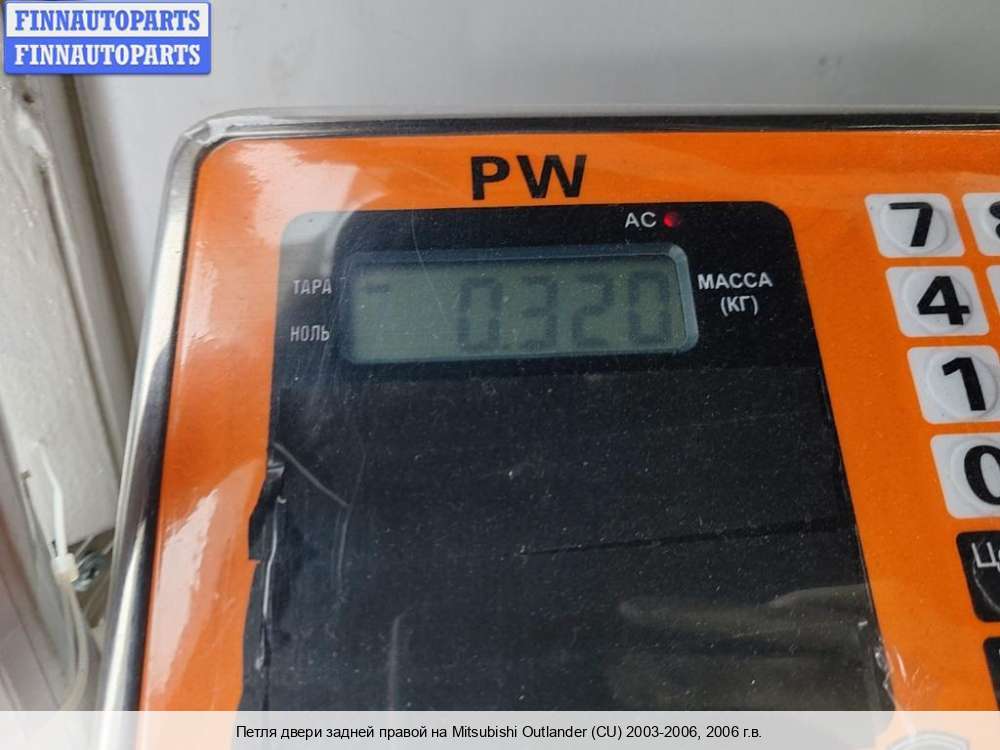 FINNAUTOPARTS
FINNAUTOPARTS
PW
AC
ТАРА
НОЛЬ
0.320
МАССА
(КГ)
7
4
1
0
Петля двери задней правой на Mitsubishi Outlander (CU) 2003-2006, 2006 г.в.